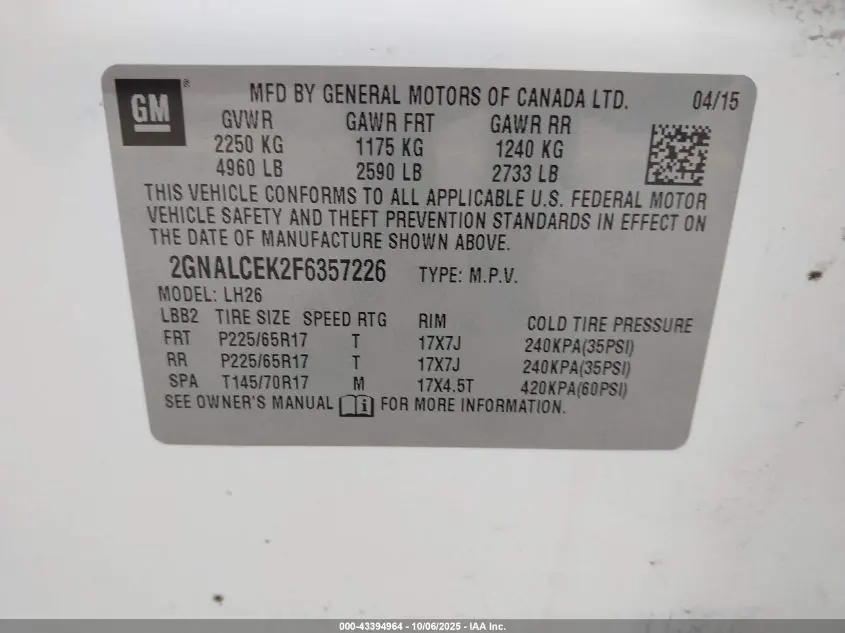 GM ® MFD BY GENERAL MOTORS OF CANADA LTD. 04/15
GVWR GAWR FRT GAWR RR
2250 KG 1175 KG 1240 KG
4960 LB 2590 LB 2733 LB
THIS VEHICLE CONFORMS TO ALL APPLICABLE U.S. FEDERAL MOTOR
VEHICLE SAFETY AND THEFT PREVENTION STANDARDS IN EFFECT ON
THE DATE OF MANUFACTURE SHOWN ABOVE.
2GNALCEK2F6357226 TYPE: M.P.V.
MODEL: LH26
LBB2 TIRE SIZE SPEED RTG RIM COLD TIRE PRESSURE
FRT P225/65R17 T 17X7J 240KPA(35PSI)
RR P225/65R17 T 17X7J 240KPA(35PSI)
SPA T145/70R17 M 17X4.5T 420KPA(60PSI)
SEE OWNER'S MANUAL i FOR MORE INFORMATION.
000-43394964 - 10/06/2025 - IAA Inc.